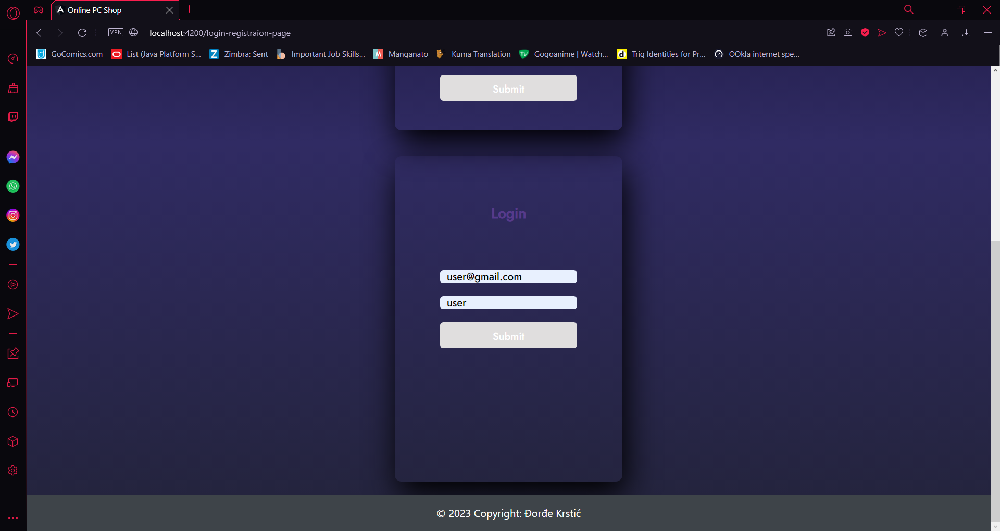 Online PC Shop
VPN
localhost:4200/login-registraion-page
GoComics.com
List (Java Platform S...
Zimbra: Sent
Important Job Skills...
Manganato
Kuma Translation
Gogoanime | Watch...
Trig Identities for Pr...
OOkla internet spe...
Submit
Login
user@gmail.com
user
Submit
© 2023 Copyright: Đorđe Krstić